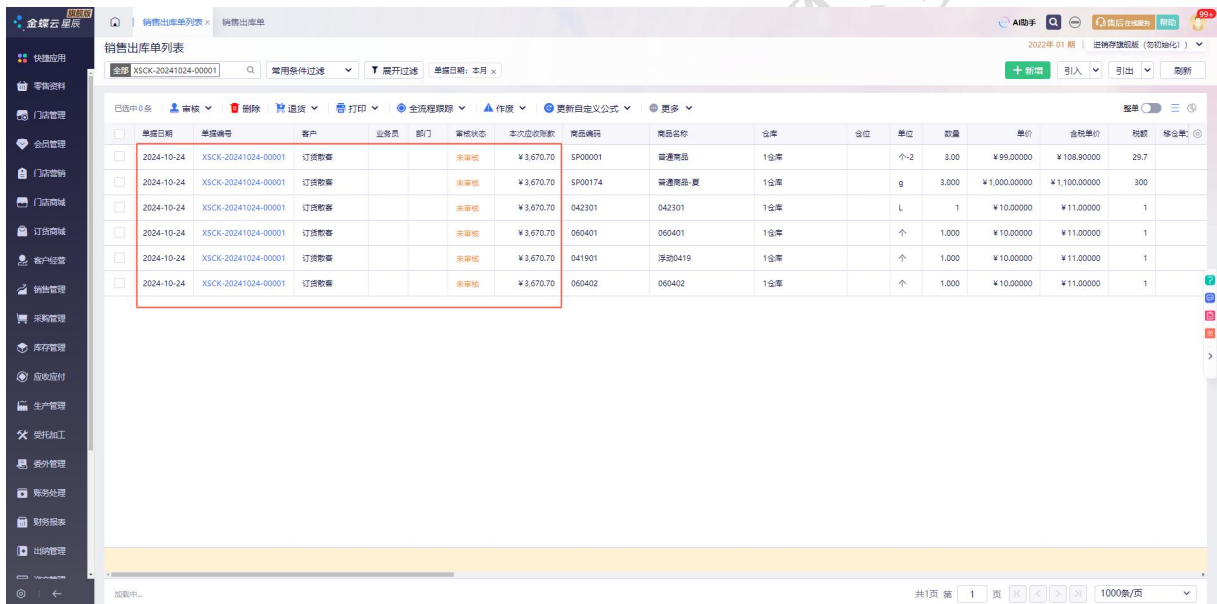 金蝶云星辰 旗舰版
销售出库单列表 × 销售出库单
AI助手 售后在线服务 帮助 99+
销售出库单列表
2022年 01 期 进销存旗舰版 (勿初始化! )
全部 XSCK-20241024-00001 常用条件过滤 展开过滤 单据日期: 本月 ×
+ 新增 引入 引出 刷新
已选中0条 审核 删除 退货 打印 全流程跟踪 作废 更新自定义公式 更多 整单
单据日期 单据编号 客户 业务员 部门 审核状态 本次应收账款 商品编码 商品名称 仓库 仓位 单位 数量 单价 含税单价 税额
2024-10-24 XSCK-20241024-00001 订货散客 未审核 ¥3,670.70 SP00001 普通商品 1仓库 个-2 3.00 ¥99.00000 ¥108.90000 29.7
2024-10-24 XSCK-20241024-00001 订货散客 未审核 ¥3,670.70 SP00174 普通商品-夏 1仓库 g 3.000 ¥1,000.00000 ¥1,100.00000 300
2024-10-24 XSCK-20241024-00001 订货散客 未审核 ¥3,670.70 042301 042301 1仓库 L 1 ¥10.00000 ¥11.00000 1
2024-10-24 XSCK-20241024-00001 订货散客 未审核 ¥3,670.70 060401 060401 1仓库 个 1.000 ¥10.00000 ¥11.00000 1
2024-10-24 XSCK-20241024-00001 订货散客 未审核 ¥3,670.70 041901 浮动0419 1仓库 个 1.000 ¥10.00000 ¥11.00000 1
2024-10-24 XSCK-20241024-00001 订货散客 未审核 ¥3,670.70 060402 060402 1仓库 个 1.000 ¥10.00000 ¥11.00000 1
快捷应用
零售资料
门店管理
会员管理
门店营销
门店商城
订货商城
客户经营
销售管理
采购管理
库存管理
应收应付
生产管理
受托加工
委外管理
账务处理
财务报表
出纳管理
加载中...
共1页 第 1 页 1000条/页